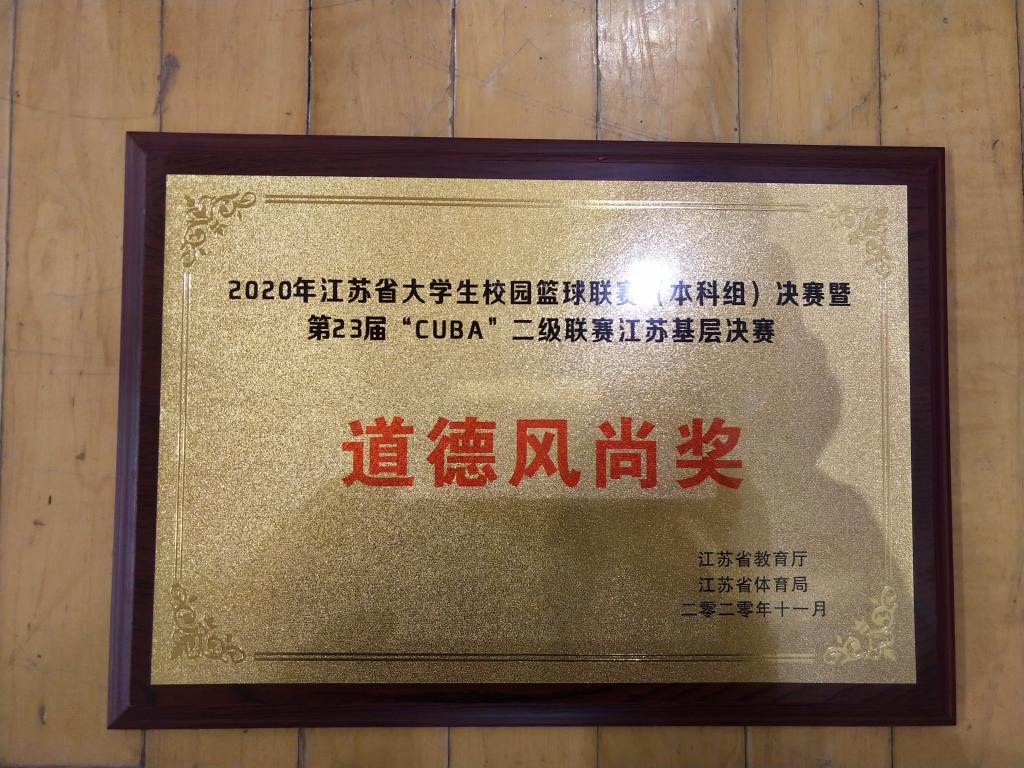 2020年江苏省大学生校园篮球联赛（本科组）决赛暨
第23届“CUBA”二级联赛江苏基层决赛
道德风尚奖
江苏省教育厅
江苏省体育局
二零二零年十一月